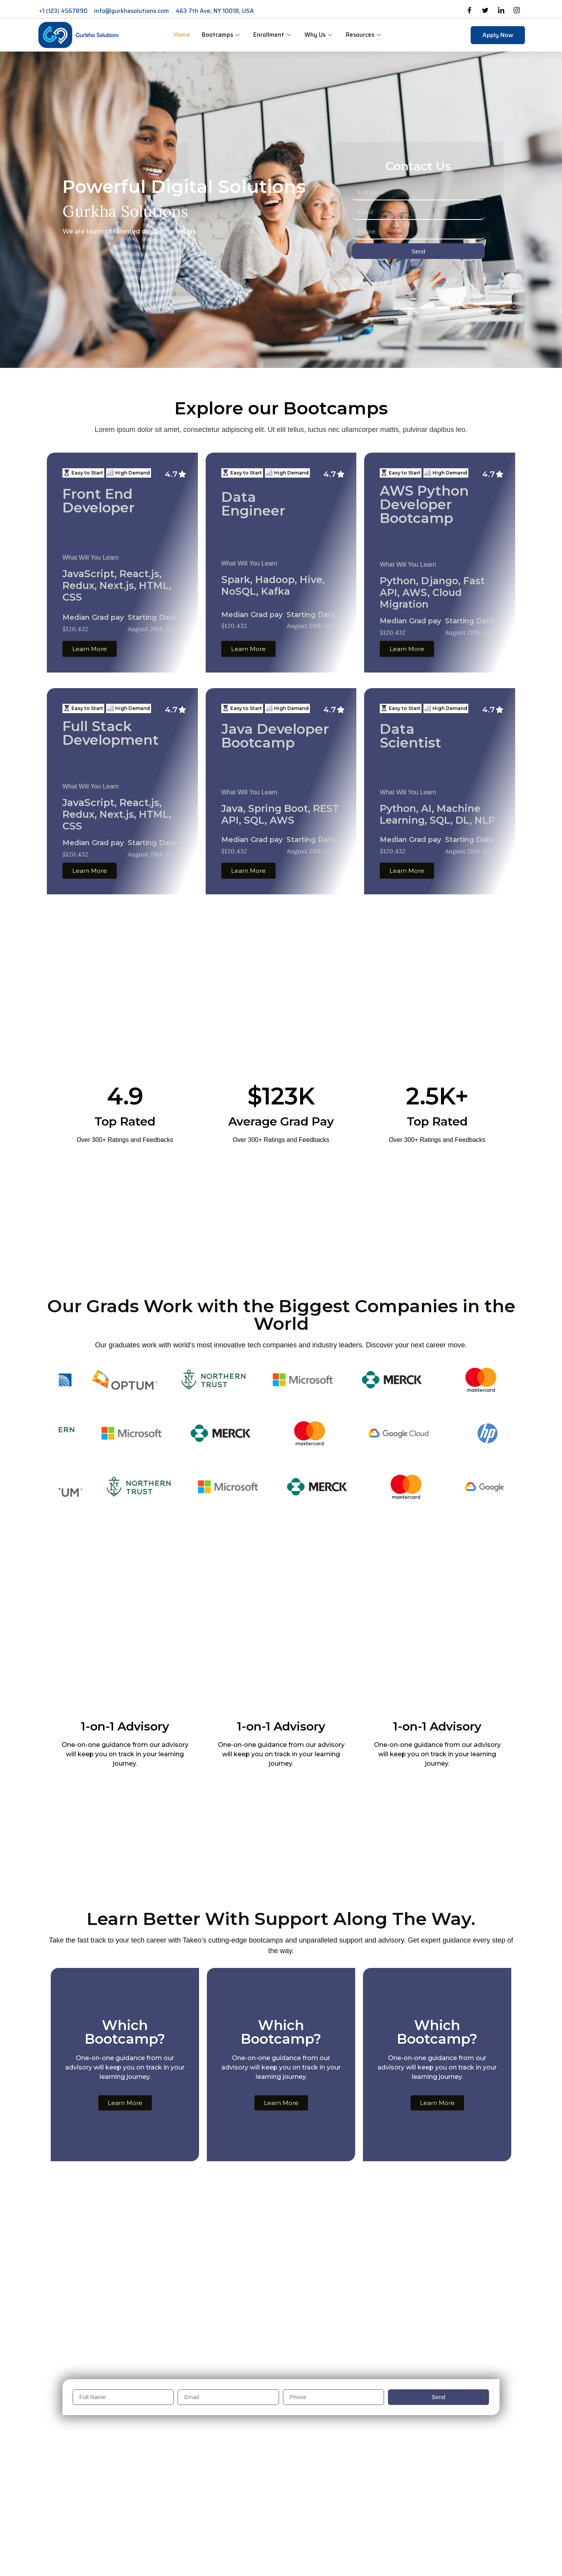 +1 (123) 4567890 info@gurkhasolutions.com 463 7th Ave, NY 10018, USA
Gurkha Solutions Home Bootcamps Enrollment Why Us Resources Apply Now
Powerful Digital Solutions
Gurkha Solutions
We are team of talented digital marketers
Contact Us
Full Name
Email
Phone
Send
Explore our Bootcamps
Lorem ipsum dolor sit amet, consectetur adipiscing elit. Ut elit tellus, luctus nec ullamcorper mattis, pulvinar dapibus leo.
Easy to Start High Demand 4.7
Front End
Developer
What Will You Learn
JavaScript, React.js,
Redux, Next.js, HTML,
CSS
Median Grad pay Starting Date
$120,432 August 28th
Learn More
Easy to Start High Demand 4.7
Data
Engineer
What Will You Learn
Spark, Hadoop, Hive,
NoSQL, Kafka
Median Grad pay Starting Date
$120,432 August 28th
Learn More
Easy to Start High Demand 4.7
AWS Python
Developer
Bootcamp
What Will You Learn
Python, Django, Fast
API, AWS, Cloud
Migration
Median Grad pay Starting Date
$120,432 August 28th
Learn More
Easy to Start High Demand 4.7
Full Stack
Development
What Will You Learn
JavaScript, React.js,
Redux, Next.js, HTML,
CSS
Median Grad pay Starting Date
$120,432 August 28th
Learn More
Easy to Start High Demand 4.7
Java Developer
Bootcamp
What Will You Learn
Java, Spring Boot, REST
API, SQL, AWS
Median Grad pay Starting Date
$120,432 August 28th
Learn More
Easy to Start High Demand 4.7
Data
Scientist
What Will You Learn
Python, AI, Machine
Learning, SQL, DL, NLP
Median Grad pay Starting Date
$120,432 August 28th
Learn More
4.9
Top Rated
Over 300+ Ratings and Feedbacks
$123K
Average Grad Pay
Over 300+ Ratings and Feedbacks
2.5K+
Top Rated
Over 300+ Ratings and Feedbacks
Our Grads Work with the Biggest Companies in the
World
Our graduates work with world's most innovative tech companies and industry leaders. Discover your next career move.
OPTUM NORTHERN TRUST Microsoft MERCK mastercard
ERN Microsoft MERCK mastercard Google Cloud hp
UM NORTHERN TRUST Microsoft MERCK mastercard Google
1-on-1 Advisory
One-on-one guidance from our advisory
will keep you on track in your learning
journey.
1-on-1 Advisory
One-on-one guidance from our advisory
will keep you on track in your learning
journey.
1-on-1 Advisory
One-on-one guidance from our advisory
will keep you on track in your learning
journey.
Learn Better With Support Along The Way.
Take the fast track to your tech career with Takeo's cutting-edge bootcamps and unparalleled support and advisory. Get expert guidance every step of
the way.
Which
Bootcamp?
One-on-one guidance from our
advisory will keep you on track in your
learning journey.
Learn More
Which
Bootcamp?
One-on-one guidance from our
advisory will keep you on track in your
learning journey.
Learn More
Which
Bootcamp?
One-on-one guidance from our
advisory will keep you on track in your
learning journey.
Learn More
Full Name Email Phone Send